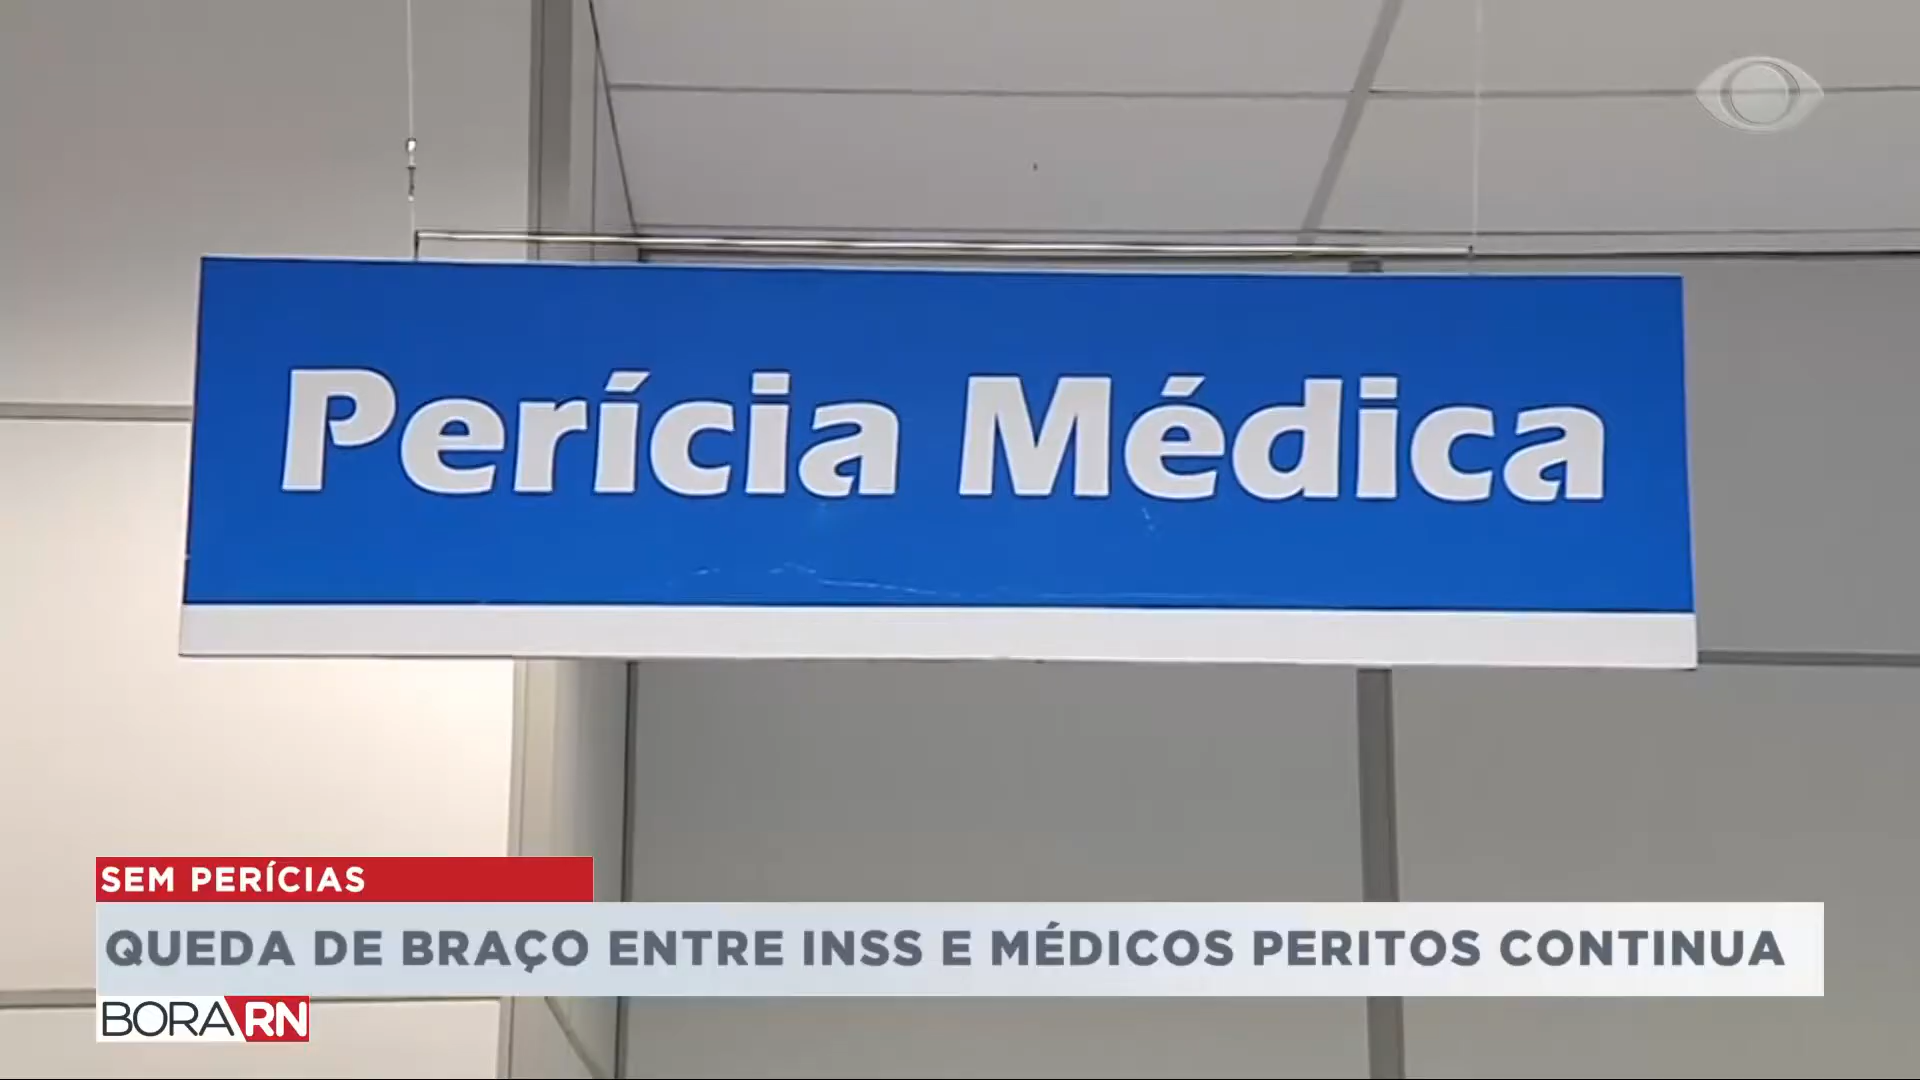 Perícia Médica
SEM PERÍCIAS
QUEDA DE BRAÇO ENTRE INSS E MÉDICOS PERITOS CONTINUA
BORA RN